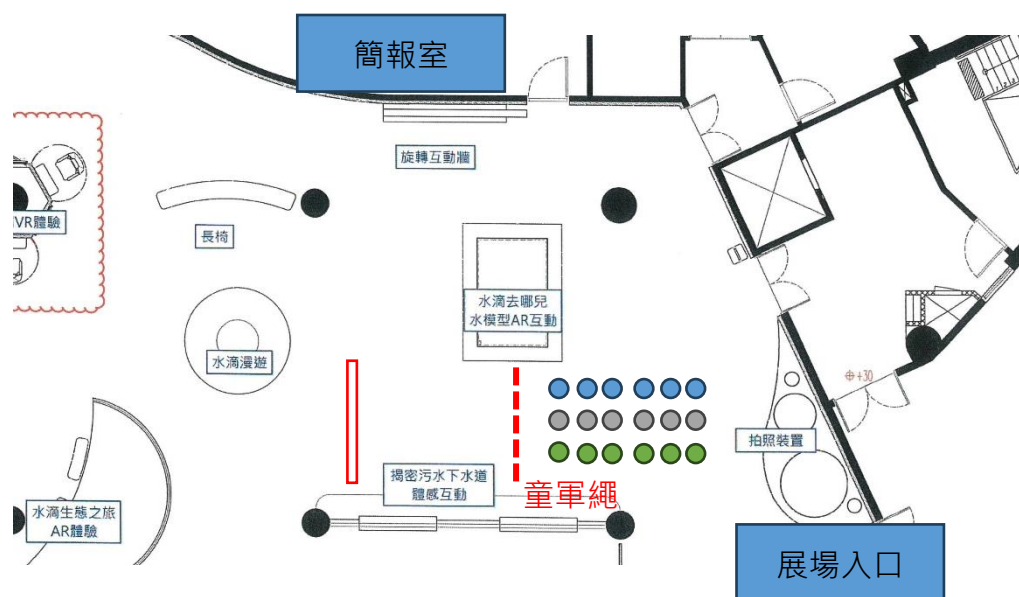 簡報室
旋轉互動牆
VR體驗
長椅
水滴去哪兒
水模型AR互動
水滴漫遊
+30
拍照裝置
揭密污水下水道
體感互動
童軍繩
水滴生態之旅
AR體驗
展場入口